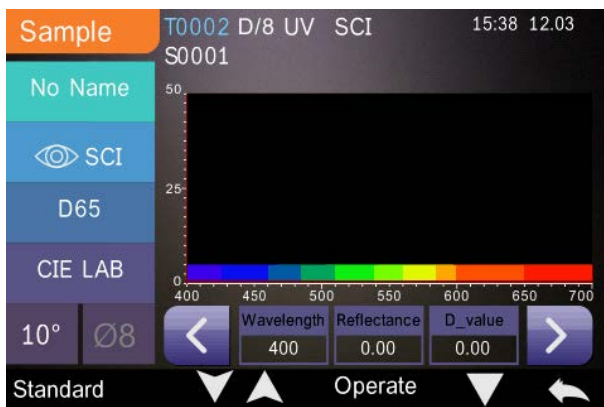 Sample
T0002 D/8 UV SCI 15:38 12.03
S0001
No Name
SCI
D65
CIE LAB
10° Ø8
50
25
0
400 450 500 550 600 650 700
Wavelength Reflectance D_value
400 0.00 0.00
Standard Operate